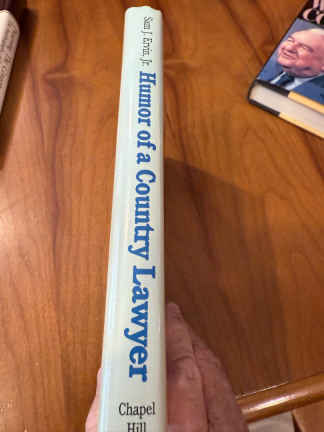 Sam J. Ervin, Jr.
Humor of a Country Lawyer
Chapel
Hill